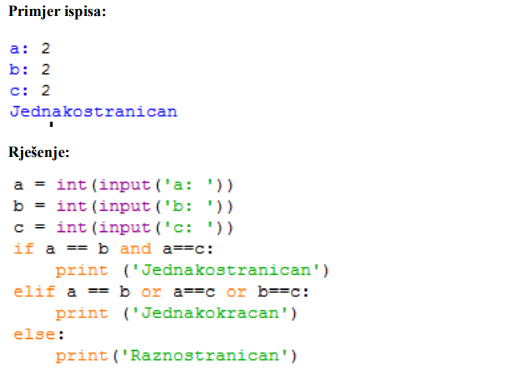 Primjer ispisa:
a: 2
b: 2
c: 2
Jednakostranican
Rješenje:
a = int(input('a: '))
b = int(input('b: '))
c = int(input('c: '))
if a == b and a==c:
    print ('Jednakostranican')
elif a == b or a==c or b==c:
    print ('Jednakokracan')
else:
    print('Raznostranican')